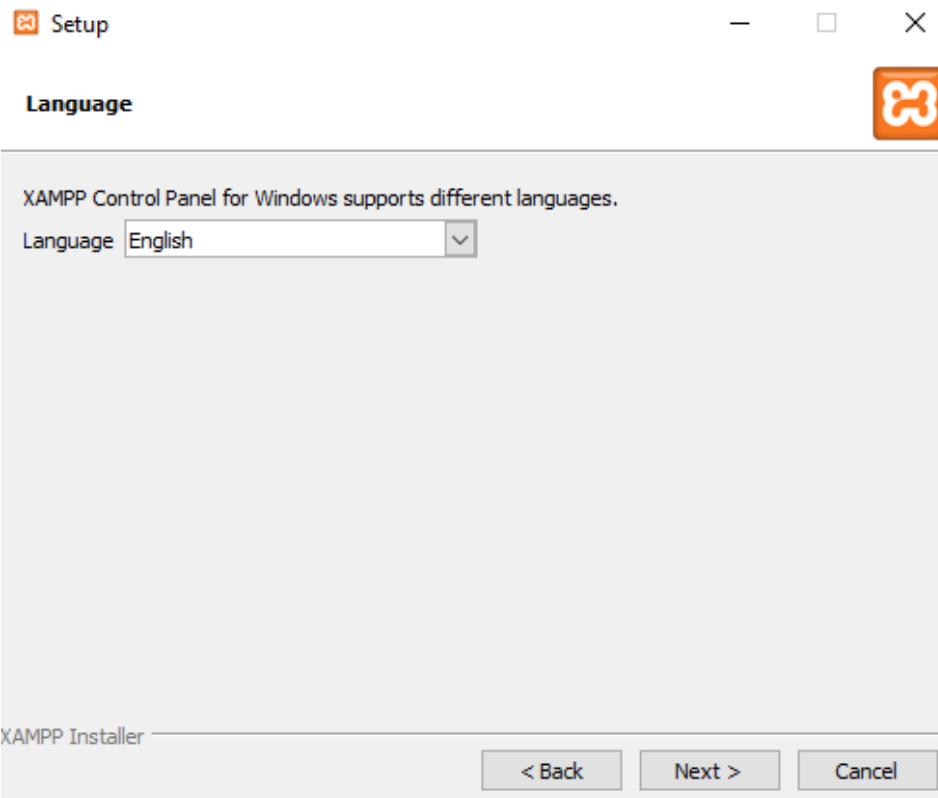 Setup
Language
XAMPP Control Panel for Windows supports different languages.
Language English
XAMPP Installer
< Back Next > Cancel